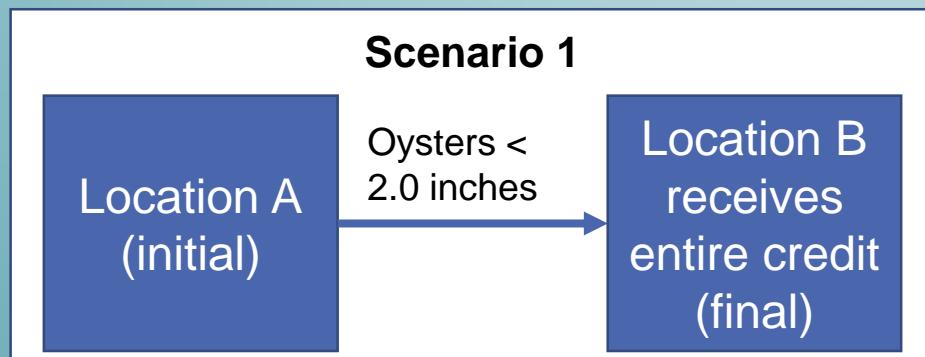 Scenario 1
Location A
(initial)
Oysters <
2.0 inches
Location B
receives
entire credit
(final)